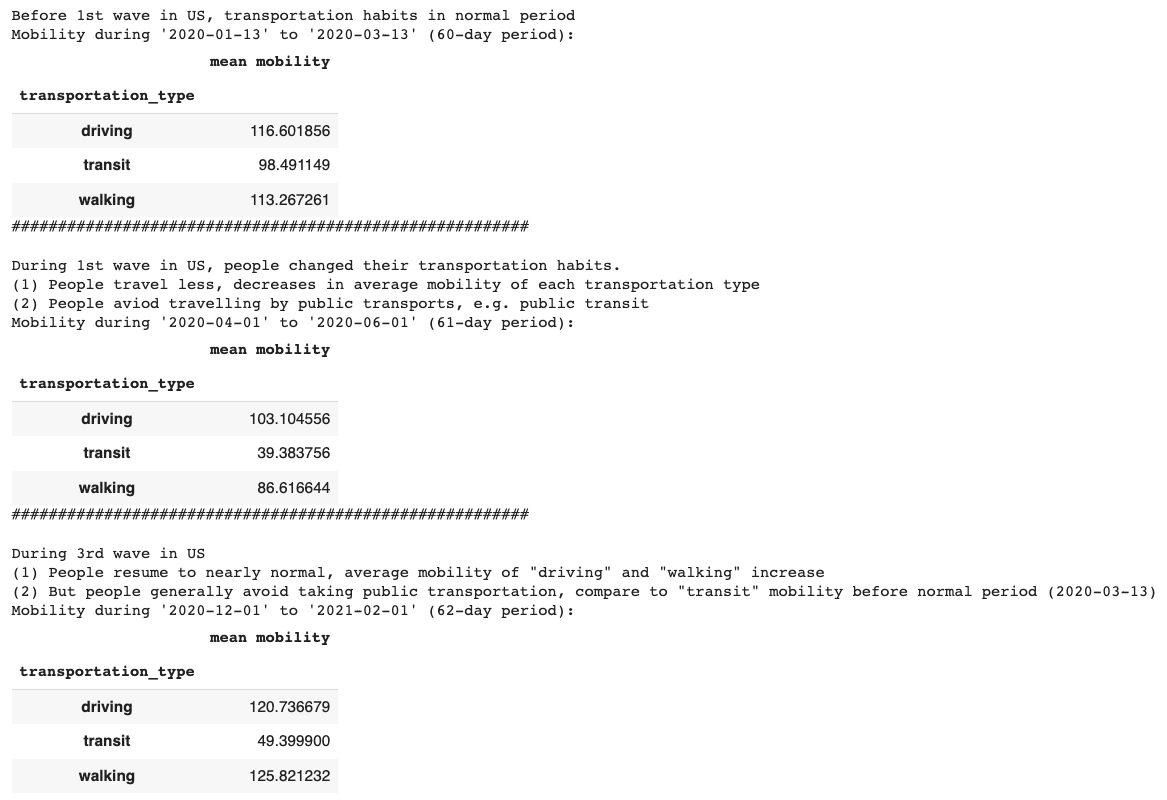 Before 1st wave in US, transportation habits in normal period
Mobility during '2020-01-13' to '2020-03-13' (60-day period):
mean mobility
transportation_type
driving 116.601856
transit 98.491149
walking 113.267261
########################################################
During 1st wave in US, people changed their transportation habits.
(1) People travel less, decreases in average mobility of each transportation type
(2) People aviod travelling by public transports, e.g. public transit
Mobility during '2020-04-01' to '2020-06-01' (61-day period):
mean mobility
transportation_type
driving 103.104556
transit 39.383756
walking 86.616644
########################################################
During 3rd wave in US
(1) People resume to nearly normal, average mobility of "driving" and "walking" increase
(2) But people generally avoid taking public transportation, compare to "transit" mobility before normal period (2020-03-13)
Mobility during '2020-12-01' to '2021-02-01' (62-day period):
mean mobility
transportation_type
driving 120.736679
transit 49.399900
walking 125.821232